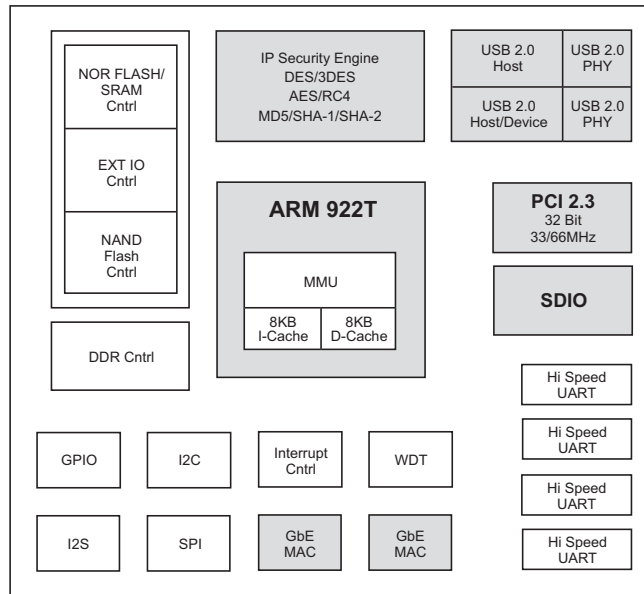 NOR FLASH/
SRAM
Cntrl
EXT IO
Cntrl
NAND
Flash
Cntrl
DDR Cntrl
IP Security Engine
DES/3DES
AES/RC4
MD5/SHA-1/SHA-2
USB 2.0
Host
USB 2.0
PHY
USB 2.0
Host/Device
USB 2.0
PHY
ARM 922T
MMU
8KB
I-Cache
8KB
D-Cache
PCI 2.3
32 Bit
33/66MHz
SDIO
Hi Speed
UART
Hi Speed
UART
Hi Speed
UART
Hi Speed
UART
GPIO
I2C
Interrupt
Cntrl
WDT
I2S
SPI
GbE
MAC
GbE
MAC